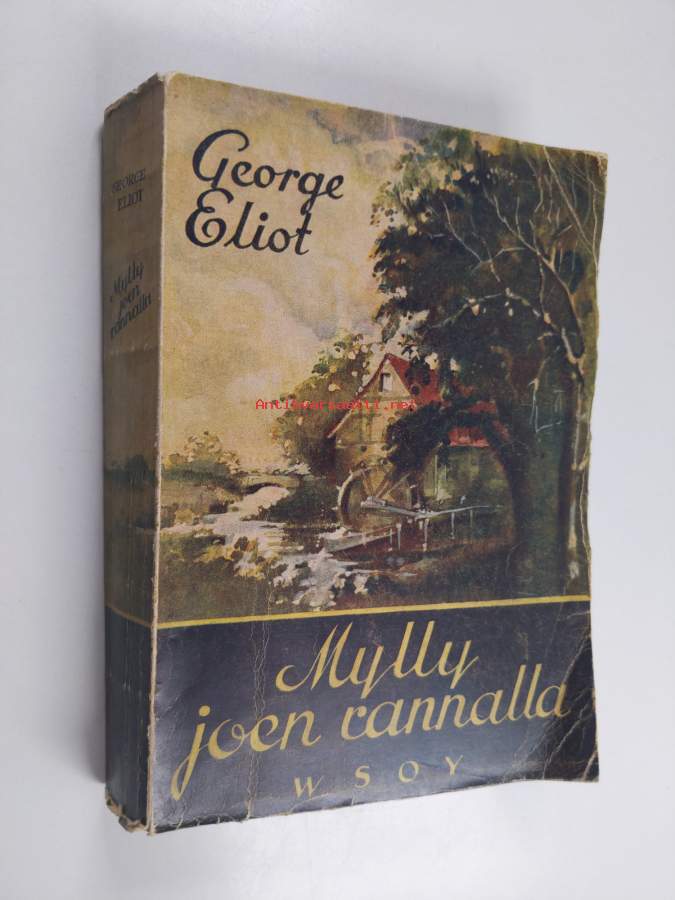 George
Eliot
Mylly
joen rannalla
WSOY
GEORGE
ELIOT
Mylly
joen
rannalla
Antikvariaatti.net